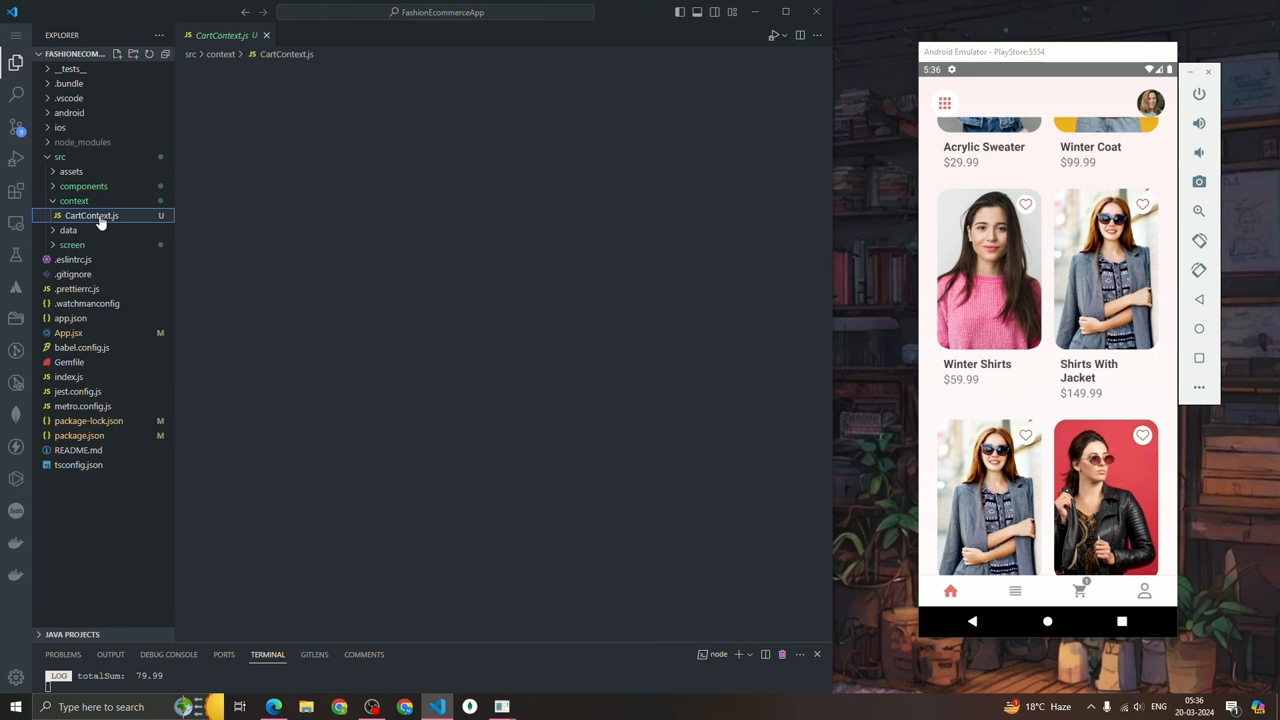 FashionEcommerceApp
EXPLORER
CartContext.js U
FASHIONECOM...
src > context > CartContext.js
__tests__
.bundle
.vscode
android
ios
node_modules
src
assets
components
context
CartContext.js U
data
screen
.eslintrc.js
.gitignore
.prettierrc.js
.watchmanconfig
app.json
App.jsx M
babel.config.js
Gemfile
index.js
jest.config.js
metro.config.js
package-lock.json M
package.json M
README.md
tsconfig.json
JAVA PROJECTS
PROBLEMS OUTPUT DEBUG CONSOLE PORTS TERMINAL GITLENS COMMENTS
node
LOG totalSum: 79.99
Android Emulator - PlayStore:5554
5:36
Acrylic Sweater
$29.99
Winter Coat
$99.99
Winter Shirts
$59.99
Shirts With
Jacket
$149.99
1
Json
Type here to search
18°C Haze
ENG
05:36
20-03-2024